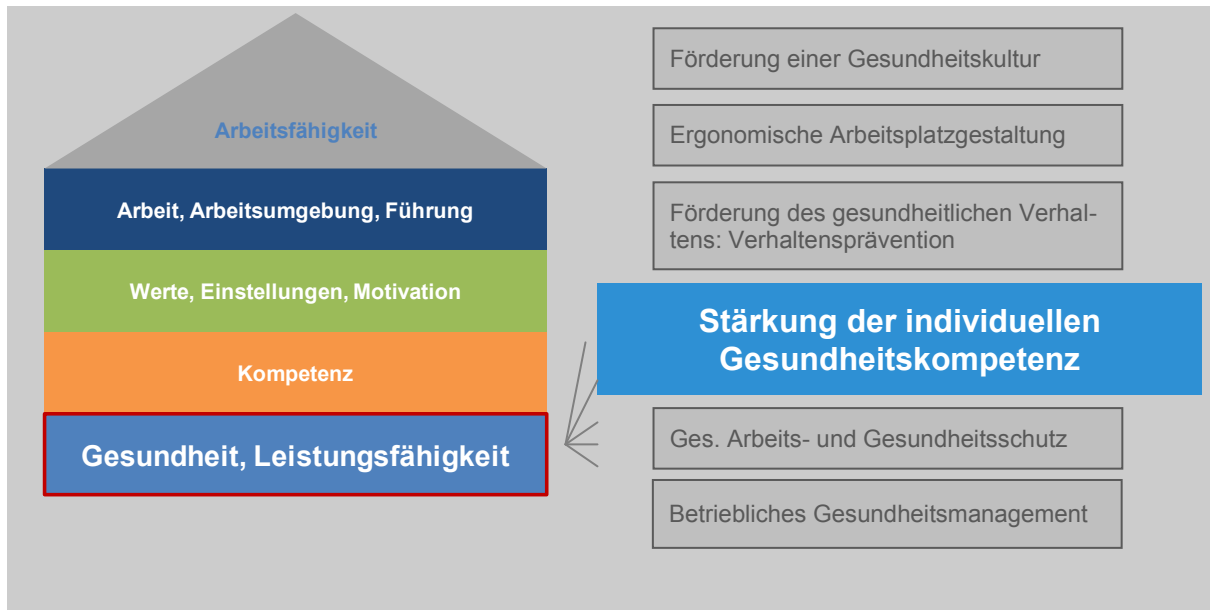 Arbeitsfähigkeit
Arbeit, Arbeitsumgebung, Führung
Werte, Einstellungen, Motivation
Kompetenz
Gesundheit, Leistungsfähigkeit
Förderung einer Gesundheitskultur
Ergonomische Arbeitsplatzgestaltung
Förderung des gesundheitlichen Verhal-
tens: Verhaltensprävention
Stärkung der individuellen
Gesundheitskompetenz
Ges. Arbeits- und Gesundheitsschutz
Betriebliches Gesundheitsmanagement